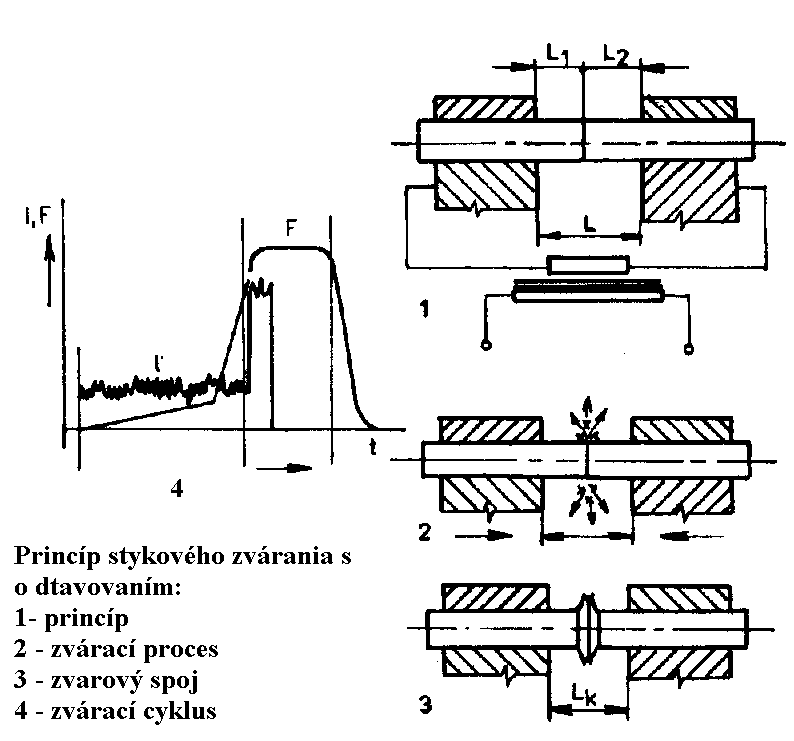 L1 L2
I,F
F
L
1
I
t
4
2
Princíp stykového zvárania s
o dtavovaním:
1- princíp
2 - zvárací proces
3 - zvarový spoj
4 - zvárací cyklus
Lk
3